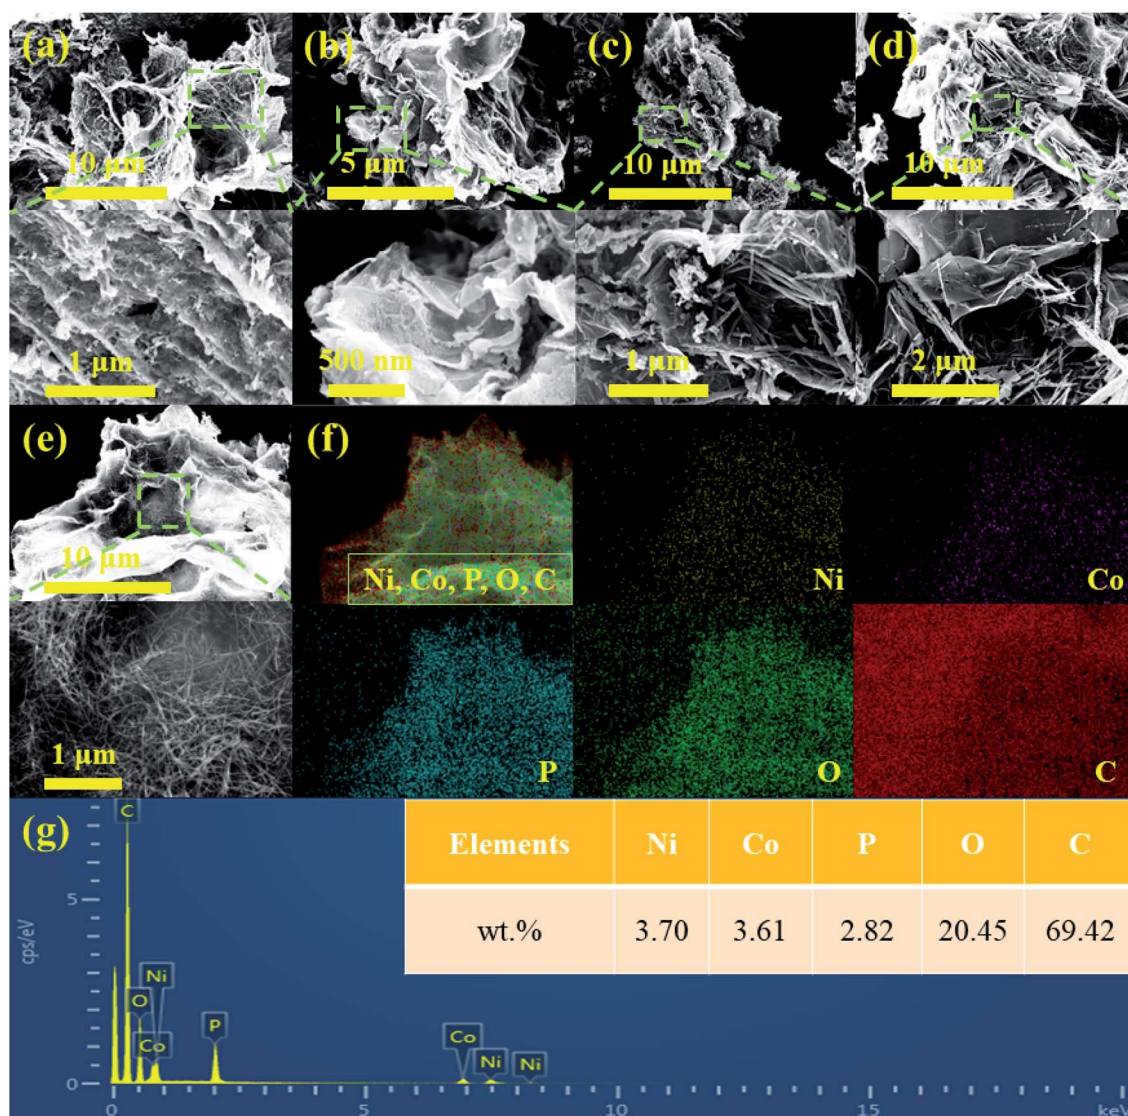 (a) (b) (c) (d)
10 μm 5 μm 10 μm 10 μm
1 μm 500 nm 1 μm 2 μm
(e) (f)
10 μm Ni, Co, P, O, C Ni Co
1 μm P O C
(g)
Elements Ni Co P O C
wt.% 3.70 3.61 2.82 20.45 69.42
C
5
cps/eV
Ni
O
P
Co Co
Ni Ni
0
0 5 10 15 keV